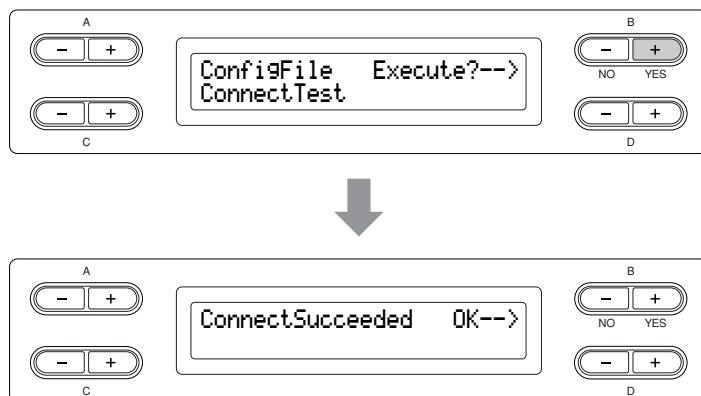 A
B
- +
- +
NO YES
ConfigFile Execute?-->
ConnectTest
- +
- +
C
D
A
B
- +
- +
NO YES
ConnectSucceeded OK-->
- +
- +
C
D